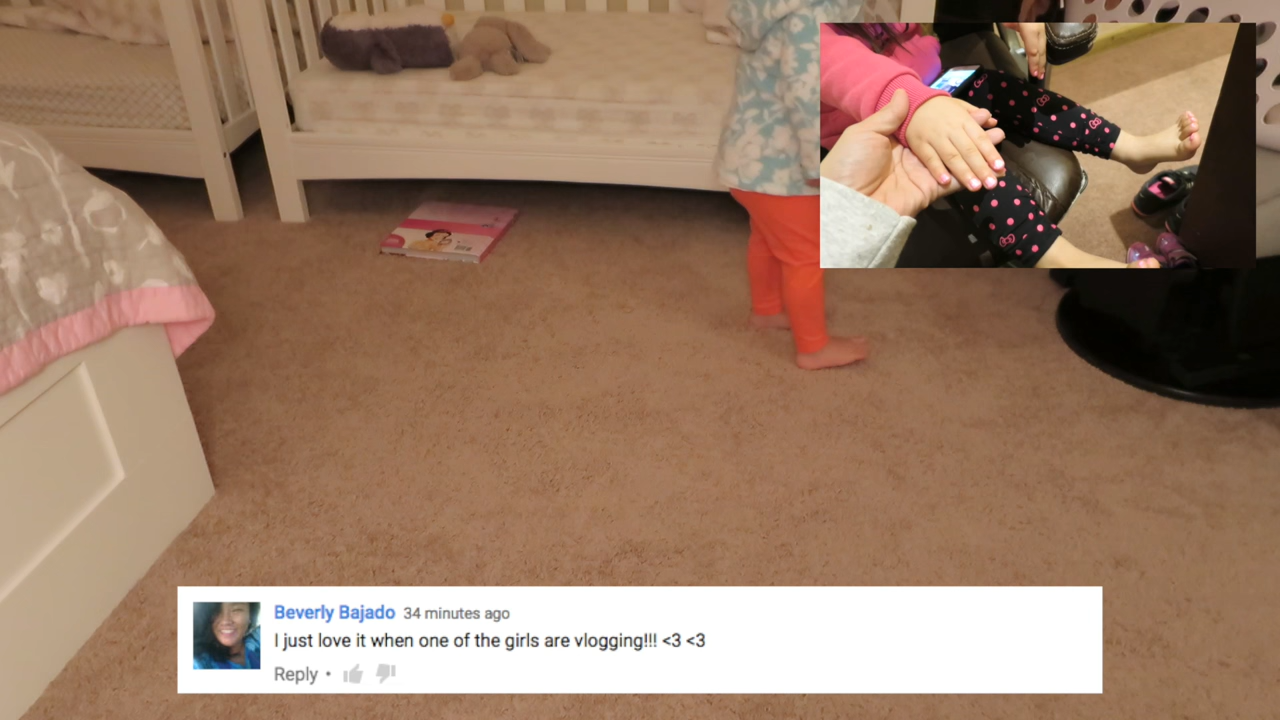 Beverly Bajado 34 minutes ago
I just love it when one of the girls are vlogging!!! <3 <3
Reply •